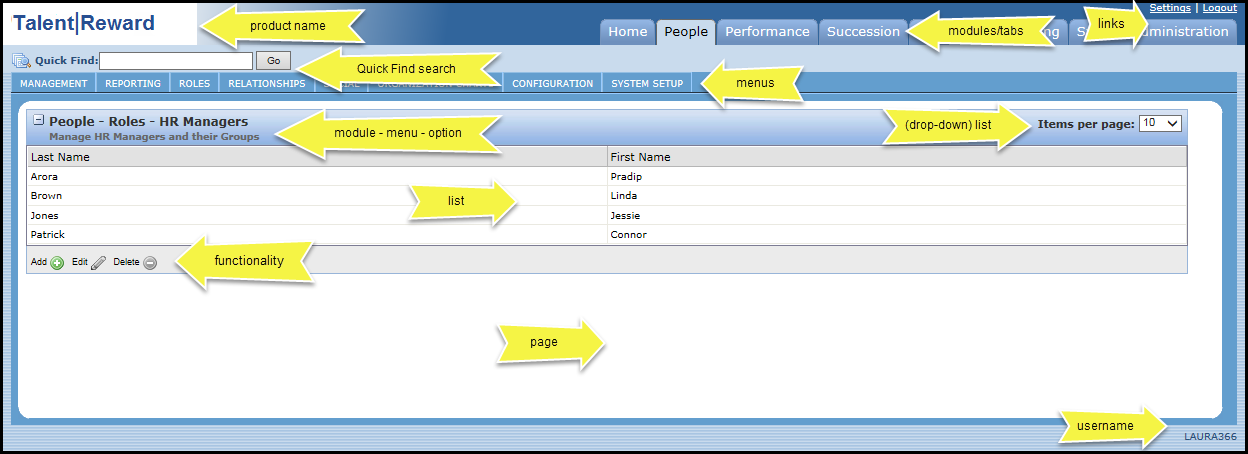 Talent|Reward
product name
Settings | Logout
links
Home People Performance Succession modules/tabs
Quick Find: Go
Quick Find search
MANAGEMENT REPORTING ROLES RELATIONSHIPS CONFIGURATION SYSTEM SETUP
menus
People - Roles - HR Managers
Manage HR Managers and their Groups
module - menu - option
(drop-down) list
Items per page: 10
Last Name First Name
Arora Pradip
Brown Linda
list
Jones Jessie
Patrick Connor
Add Edit Delete
functionality
page
username
LAURA366